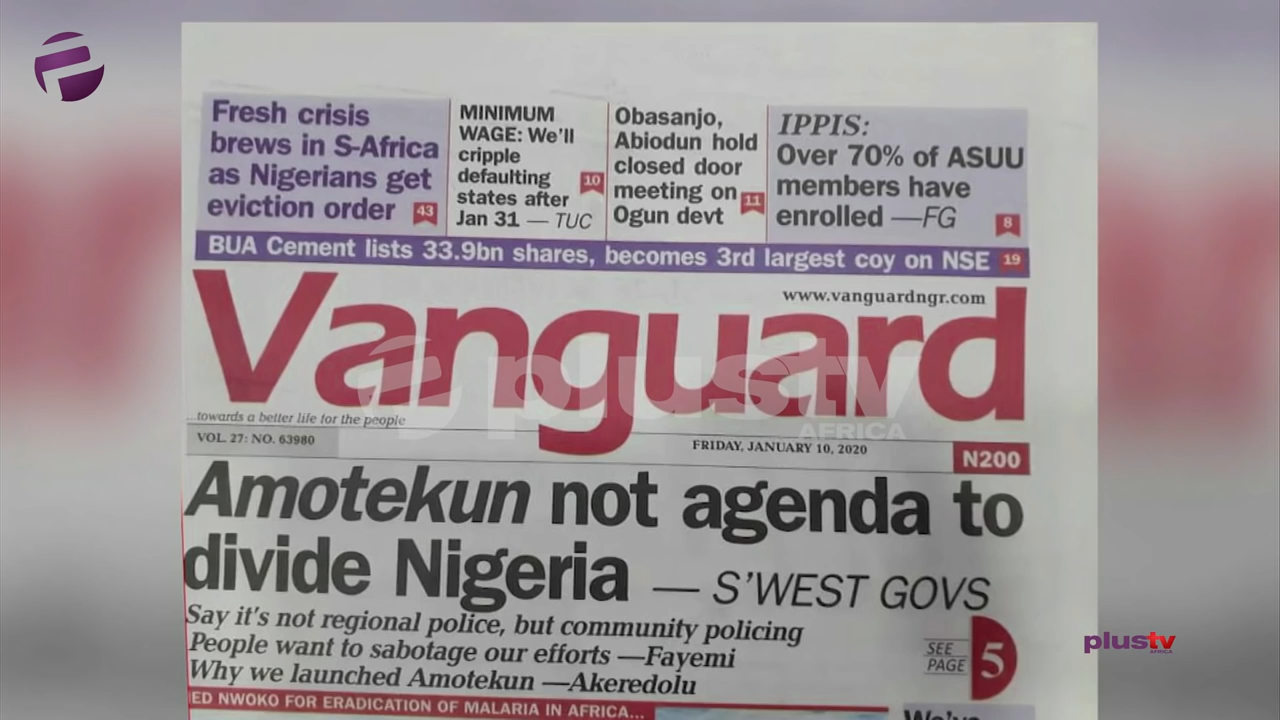 Fresh crisis
brews in S-Africa
as Nigerians get
eviction order 43
MINIMUM
WAGE: We'll
cripple
defaulting 10
states after
Jan 31 — TUC
Obasanjo,
Abiodun hold
closed door
meeting on 11
Ogun devt
IPPIS:
Over 70% of ASUU
members have
enrolled —FG 8
BUA Cement lists 33.9bn shares, becomes 3rd largest coy on NSE 19
www.vanguardngr.com
Vanguard
plustv
AFRICA
...towards a better life for the people
VOL. 27: NO. 63980
FRIDAY, JANUARY 10, 2020
N200
Amotekun not agenda to
divide Nigeria — S'WEST GOVS
Say it's not regional police, but community policing
People want to sabotage our efforts —Fayemi
Why we launched Amotekun —Akeredolu
SEE
PAGE 5
plustv
AFRICA
ED NWOKO FOR ERADICATION OF MALARIA IN AFRICA...
We've